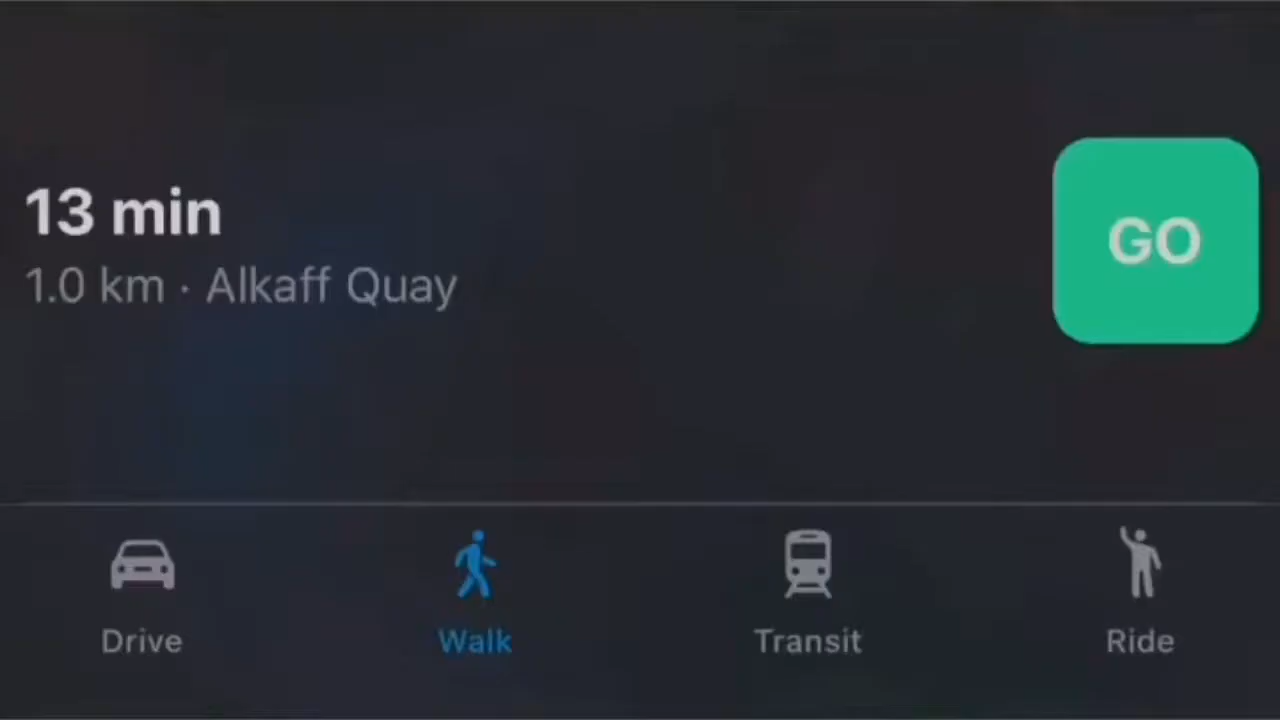 13 min
1.0 km · Alkaff Quay
GO
Drive
Walk
Transit
Ride